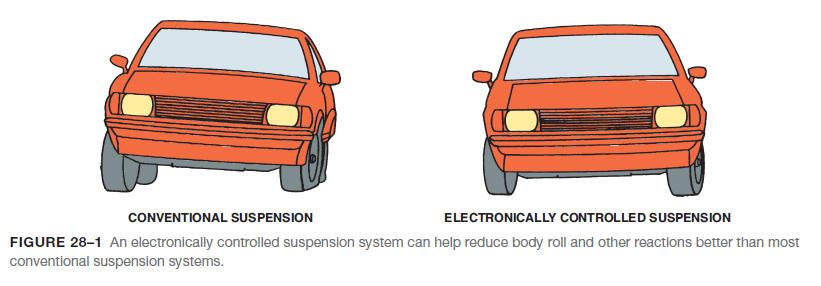 CONVENTIONAL SUSPENSION
ELECTRONICALLY CONTROLLED SUSPENSION
FIGURE 28–1 An electronically controlled suspension system can help reduce body roll and other reactions better than most
conventional suspension systems.